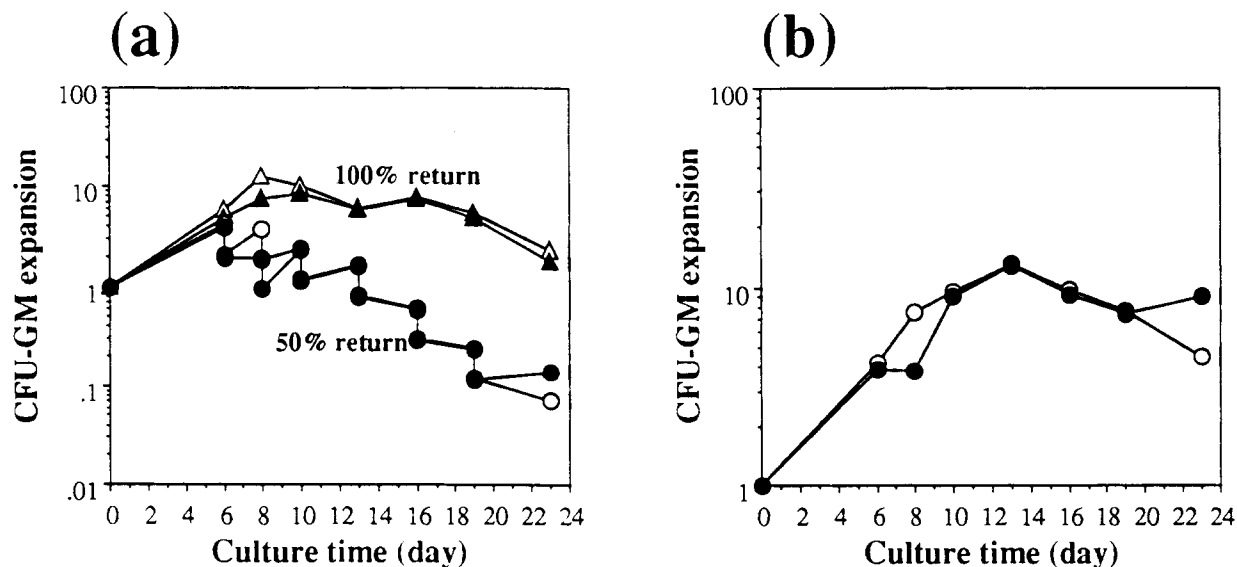 (a)
CFU-GM expansion
100
10
1
.1
.01
100% return
50% return
0 2 4 6 8 10 12 14 16 18 20 22 24
Culture time (day)
(b)
CFU-GM expansion
100
10
1
0 2 4 6 8 10 12 14 16 18 20 22 24
Culture time (day)